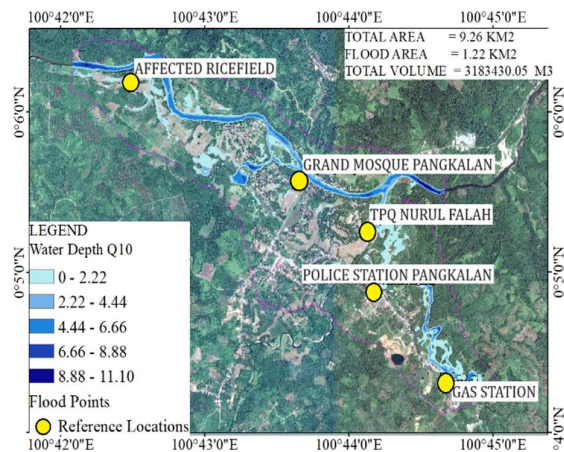 100°42'0"E 100°43'0"E 100°44'0"E 100°45'0"E
TOTAL AREA = 9.26 KM2
FLOOD AREA = 1.22 KM2
TOTAL VOLUME = 3183430.05 M3
AFFECTED RICEFIELD
0°6'0"N 0°6'0"N
GRAND MOSQUE PANGKALAN
TPQ NURUL FALAH
LEGEND
Water Depth Q10
POLICE STATION PANGKALAN
0°5'0"N 0°5'0"N
0 - 2.22
2.22 - 4.44
4.44 - 6.66
6.66 - 8.88
8.88 - 11.10
GAS STATION
Flood Points
Reference Locations
0°4'0"N
100°42'0"E 100°43'0"E 100°44'0"E 100°45'0"E